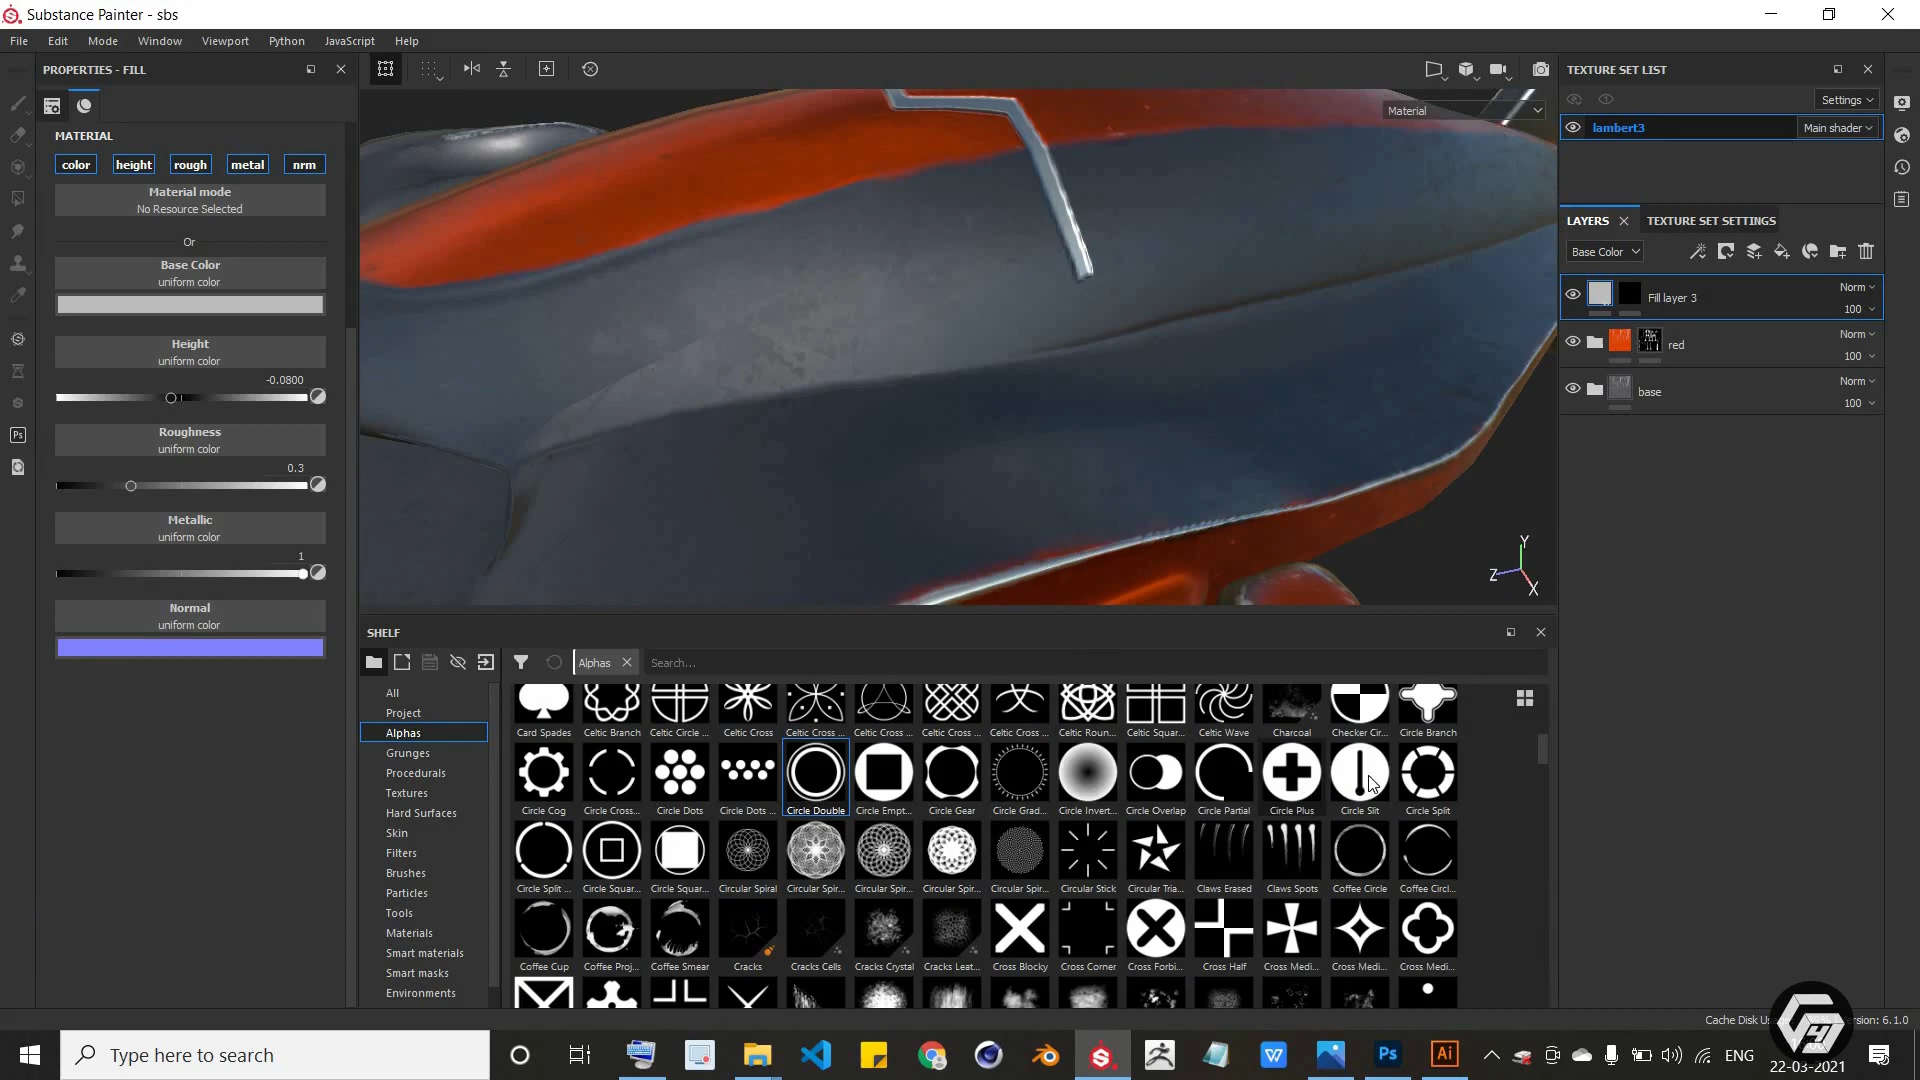 Substance Painter - sbs
File Edit Mode Window Viewport Python JavaScript Help
PROPERTIES - FILL
MATERIAL
color height rough metal nrm
Material mode
No Resource Selected
Or
Base Color
uniform color
Height
uniform color
-0.0800
Roughness
uniform color
0.3
Metallic
uniform color
1
Normal
uniform color
Ps
Material
Y
Z
X
TEXTURE SET LIST
Settings
lambert3 Main shader
LAYERS TEXTURE SET SETTINGS
Base Color
Fill layer 3 Norm 100
red Norm 100
base Norm 100
SHELF
Alphas Search...
All
Project
Alphas
Grunges
Procedurals
Textures
Hard Surfaces
Skin
Filters
Brushes
Particles
Tools
Materials
Smart materials
Smart masks
Environments
Card Spades Celtic Branch Celtic Circle ... Celtic Cross Celtic Cross ... Celtic Cross ... Celtic Cross ... Celtic Cross ... Celtic Roun... Celtic Squar... Celtic Wave Charcoal Checker Cir... Circle Branch
Circle Cog Circle Cross... Circle Dots Circle Dots ... Circle Double Circle Empt... Circle Gear Circle Grad... Circle Invert... Circle Overlap Circle Partial Circle Plus Circle Slit Circle Split
Circle Split ... Circle Squar... Circle Squar... Circular Spiral Circular Spir... Circular Spir... Circular Spir... Circular Spir... Circular Stick Circular Tria... Claws Erased Claws Spots Coffee Circle Coffee Circl...
Coffee Cup Coffee Proj... Coffee Smear Cracks Cracks Cells Cracks Crystal Cracks Leat... Cross Blocky Cross Corner Cross Forbi... Cross Half Cross Medi... Cross Medi... Cross Medi...
Cache Disk Version: 6.1.0
Type here to search
Ps
Ai
ENG
22-03-2021